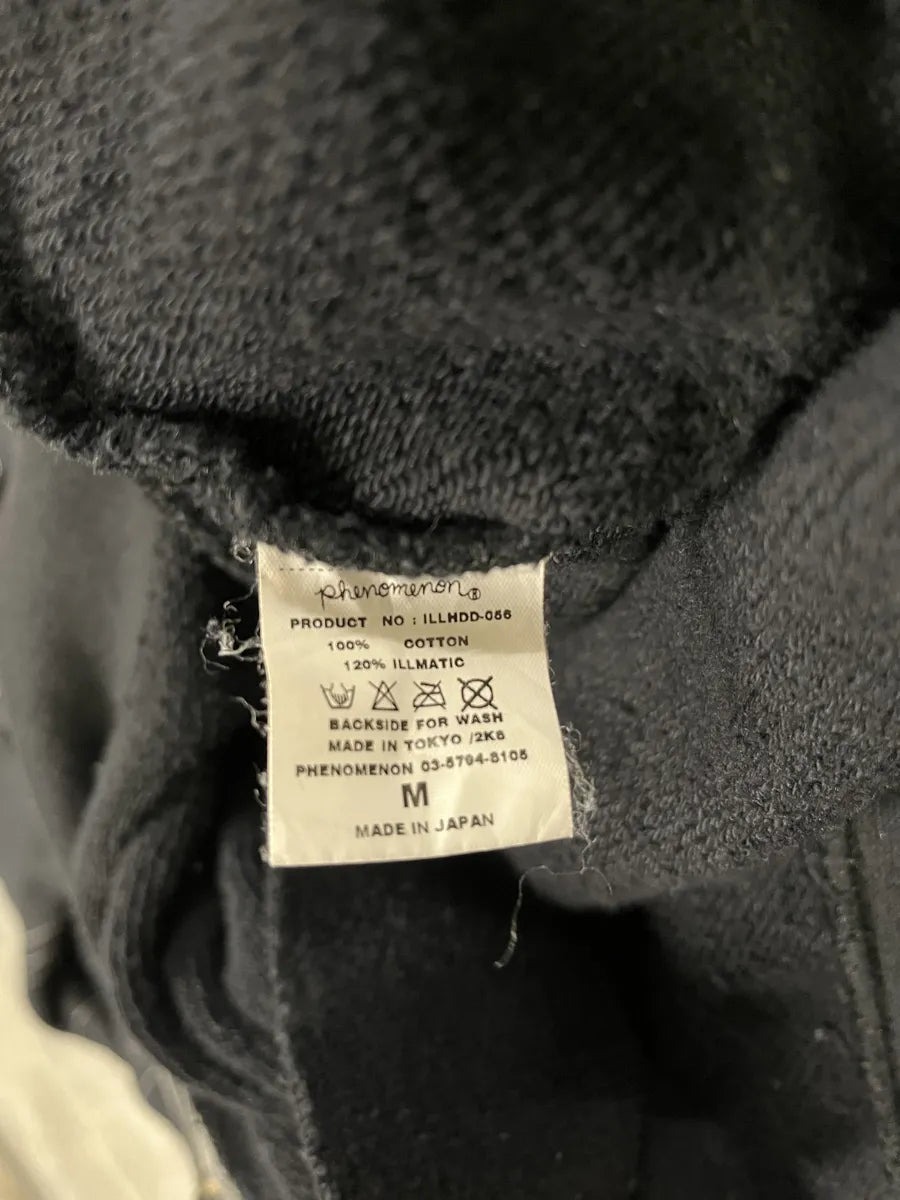 phenomenon®
PRODUCT NO : ILLHDD-056
100% COTTON
120% ILLMATIC
BACKSIDE FOR WASH
MADE IN TOKYO /2K6
PHENOMENON 03-5794-8105
M
MADE IN JAPAN